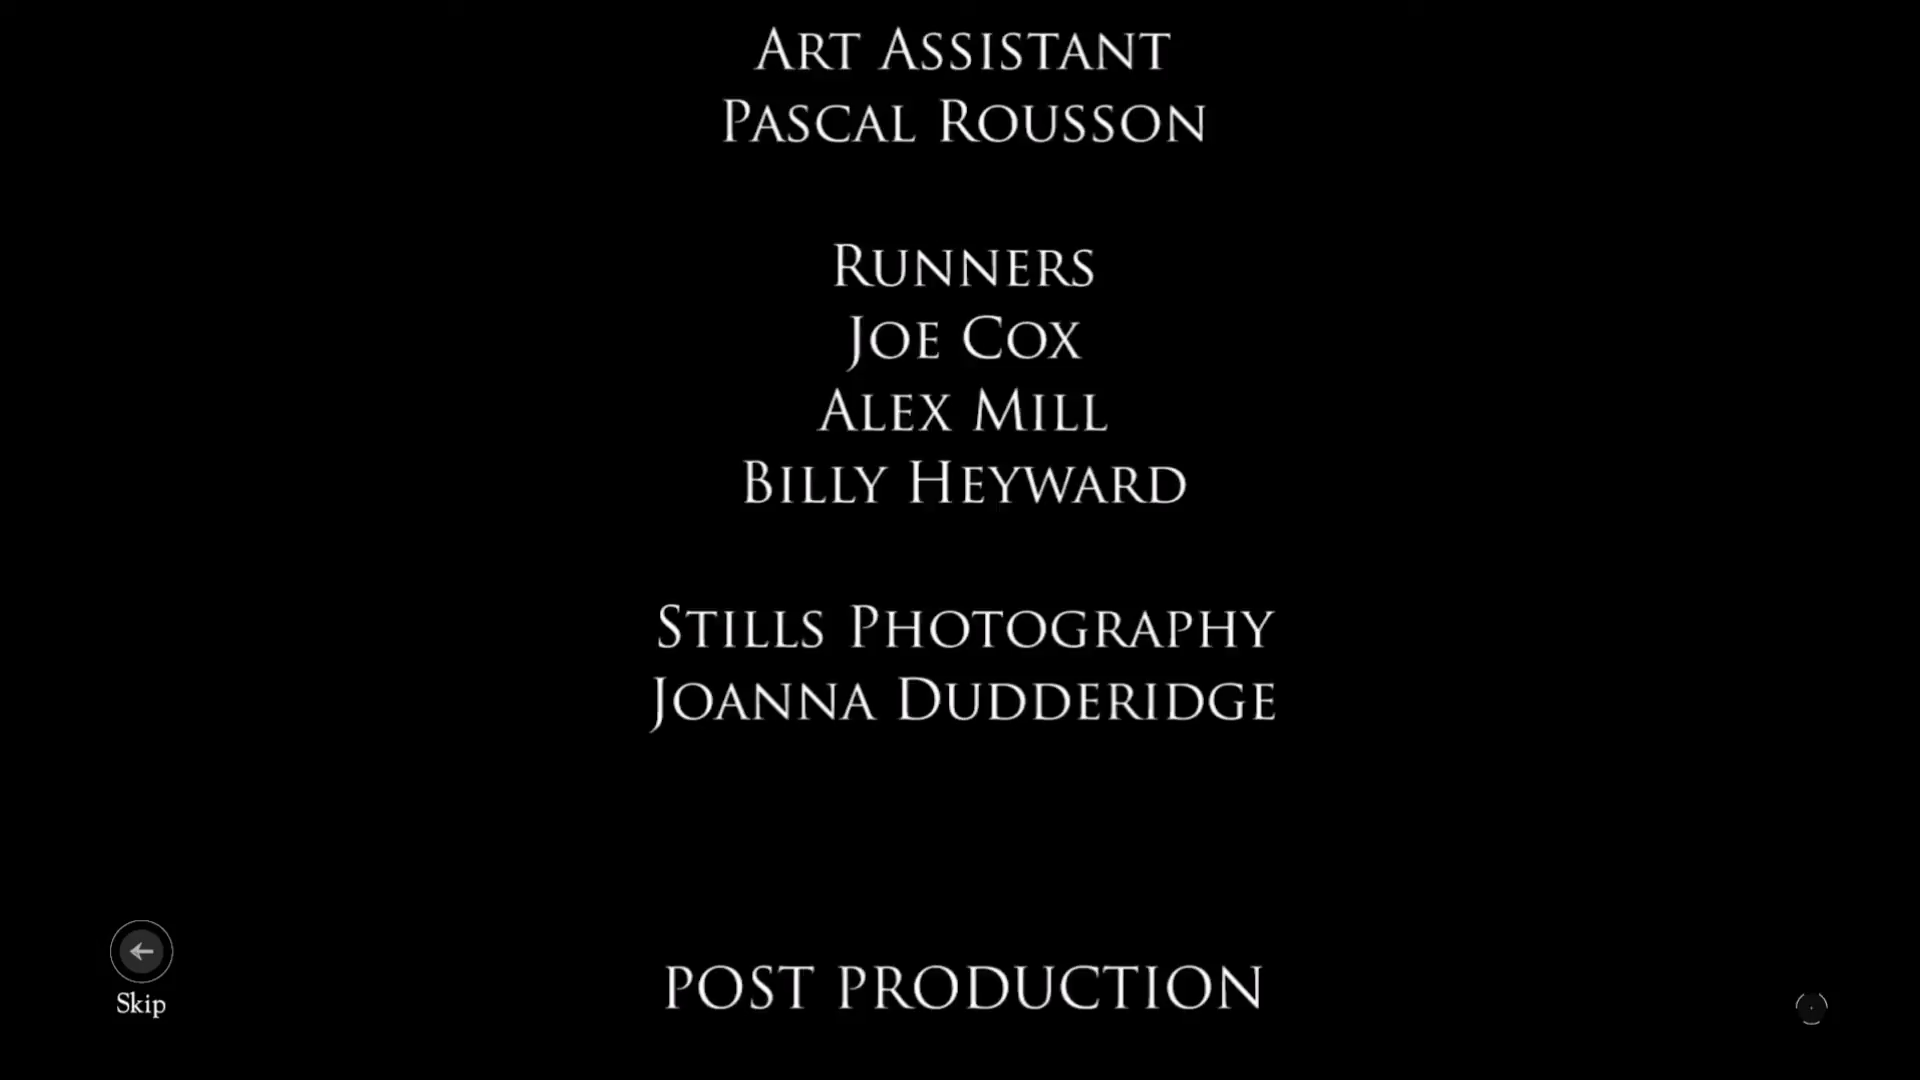 Art Assistant
Pascal Rousson
Runners
Joe Cox
Alex Mill
Billy Heyward
Stills Photography
Joanna Dudderidge
Skip
POST PRODUCTION